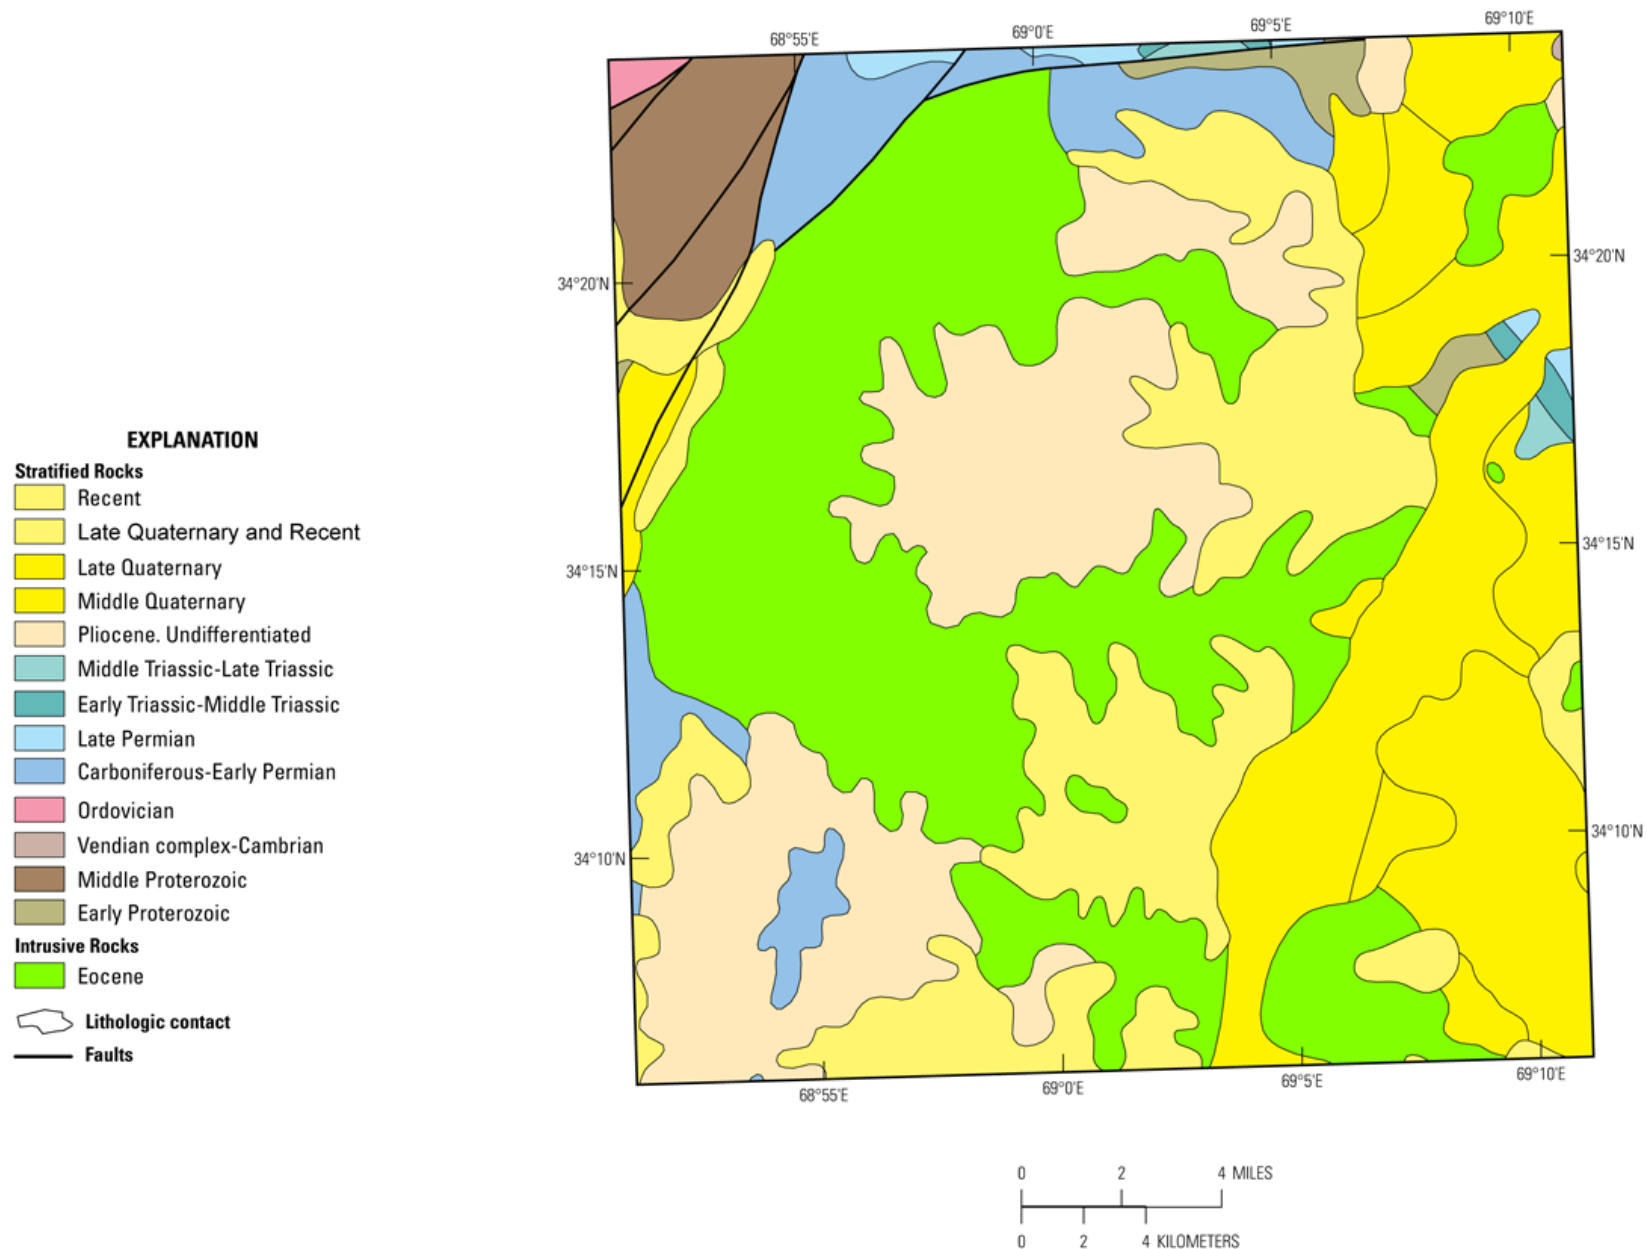 68°55'E
69°0'E
69°5'E
69°10'E
34°20'N
34°20'N
34°15'N
34°15'N
34°10'N
34°10'N
68°55'E
69°0'E
69°5'E
69°10'E
EXPLANATION
Stratified Rocks
Recent
Late Quaternary and Recent
Late Quaternary
Middle Quaternary
Pliocene. Undifferentiated
Middle Triassic-Late Triassic
Early Triassic-Middle Triassic
Late Permian
Carboniferous-Early Permian
Ordovician
Vendian complex-Cambrian
Middle Proterozoic
Early Proterozoic
Intrusive Rocks
Eocene
Lithologic contact
Faults
0 2 4 MILES
0 2 4 KILOMETERS